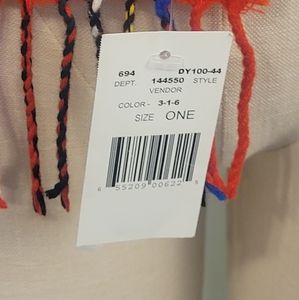 694 DY100-44
DEPT. 144550 STYLE
VENDOR
COLOR - 3-1-6
SIZE ONE
6 55209 00622 5